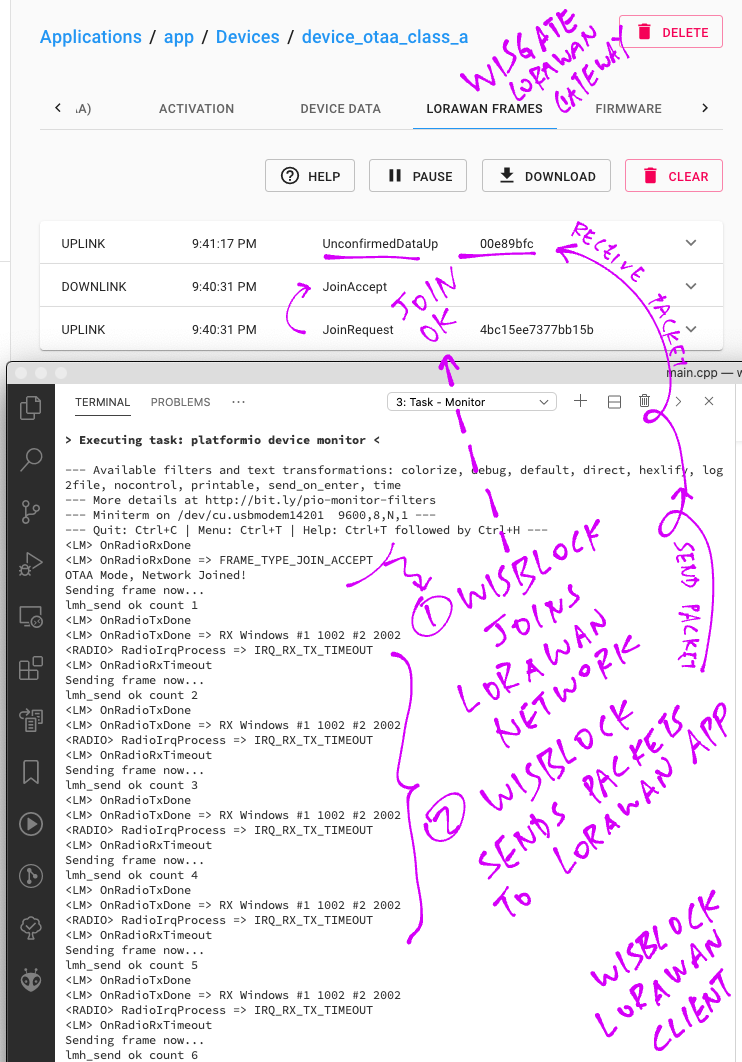 Applications / app / Devices / device_otaa_class_a
DELETE
WISGATE
LORAWAN
GATEWAY
AA)
ACTIVATION
DEVICE DATA
LORAWAN FRAMES
FIRMWARE
HELP
PAUSE
DOWNLOAD
CLEAR
UPLINK 9:41:17 PM UnconfirmedDataUp 00e89bfc
DOWNLINK 9:40:31 PM JoinAccept
UPLINK 9:40:31 PM JoinRequest 4bc15ee7377bb15b
JOIN
OK
RECEIVE PACKET
main.cpp — w
TERMINAL PROBLEMS ···
3: Task - Monitor
> Executing task: platformio device monitor <
--- Available filters and text transformations: colorize, debug, default, direct, hexlify, log
2file, nocontrol, printable, send_on_enter, time
--- More details at http://bit.ly/pio-monitor-filters
--- Miniterm on /dev/cu.usbmodem14201  9600,8,N,1 ---
--- Quit: Ctrl+C | Menu: Ctrl+T | Help: Ctrl+T followed by Ctrl+H ---
<LM> OnRadioRxDone
<LM> OnRadioRxDone => FRAME_TYPE_JOIN_ACCEPT
OTAA Mode, Network Joined!
Sending frame now...
lmh_send ok count 1
<LM> OnRadioTxDone
<LM> OnRadioTxDone => RX Windows #1 1002 #2 2002
<RADIO> RadioIrqProcess => IRQ_RX_TX_TIMEOUT
<LM> OnRadioRxTimeout
Sending frame now...
lmh_send ok count 2
<LM> OnRadioTxDone
<LM> OnRadioTxDone => RX Windows #1 1002 #2 2002
<RADIO> RadioIrqProcess => IRQ_RX_TX_TIMEOUT
<LM> OnRadioRxTimeout
Sending frame now...
lmh_send ok count 3
<LM> OnRadioTxDone
<LM> OnRadioTxDone => RX Windows #1 1002 #2 2002
<RADIO> RadioIrqProcess => IRQ_RX_TX_TIMEOUT
<LM> OnRadioRxTimeout
Sending frame now...
lmh_send ok count 4
<LM> OnRadioTxDone
<LM> OnRadioTxDone => RX Windows #1 1002 #2 2002
<RADIO> RadioIrqProcess => IRQ_RX_TX_TIMEOUT
<LM> OnRadioRxTimeout
Sending frame now...
lmh_send ok count 5
<LM> OnRadioTxDone
<LM> OnRadioTxDone => RX Windows #1 1002 #2 2002
<RADIO> RadioIrqProcess => IRQ_RX_TX_TIMEOUT
<LM> OnRadioRxTimeout
Sending frame now...
lmh_send ok count 6
SEND PACKET
1 WISBLOCK
JOINS
LORAWAN
NETWORK
2 WISBLOCK
SENDS PACKETS
TO LORAWAN APP
WISBLOCK
LORAWAN
CLIENT